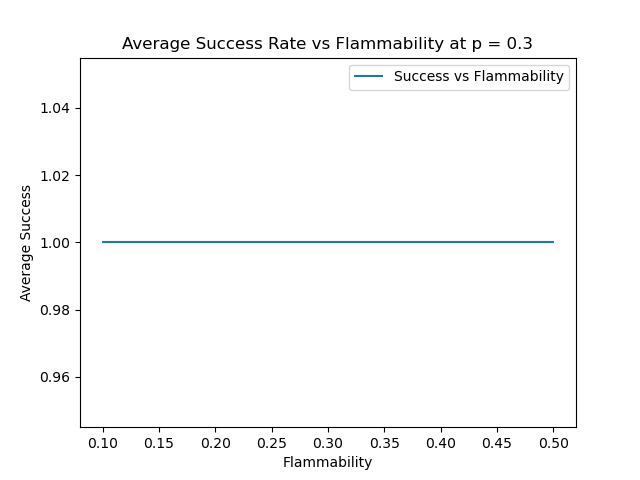 Average Success Rate vs Flammability at p = 0.3
Success vs Flammability
1.04
1.02
1.00
0.98
0.96
Average Success
0.10 0.15 0.20 0.25 0.30 0.35 0.40 0.45 0.50
Flammability